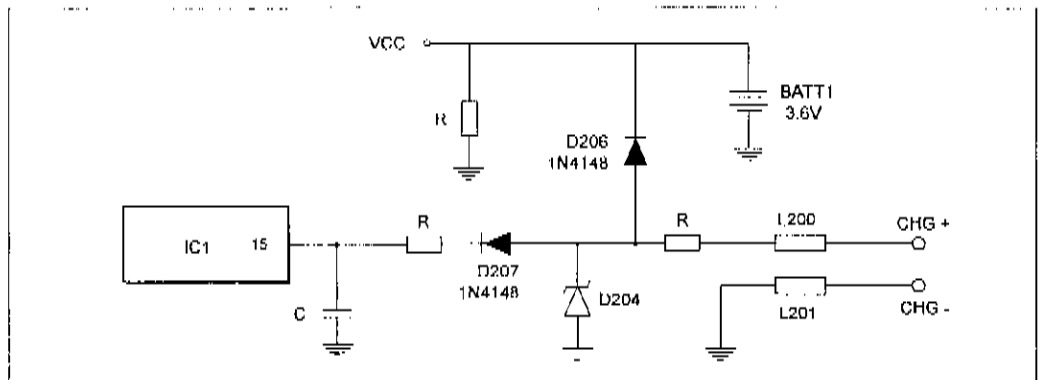 VCC
BATT1
3.6V
R
D206
1N4148
R
R
L200
CHG +
IC1 15
D207
1N4148
D204
C
L201
CHG -